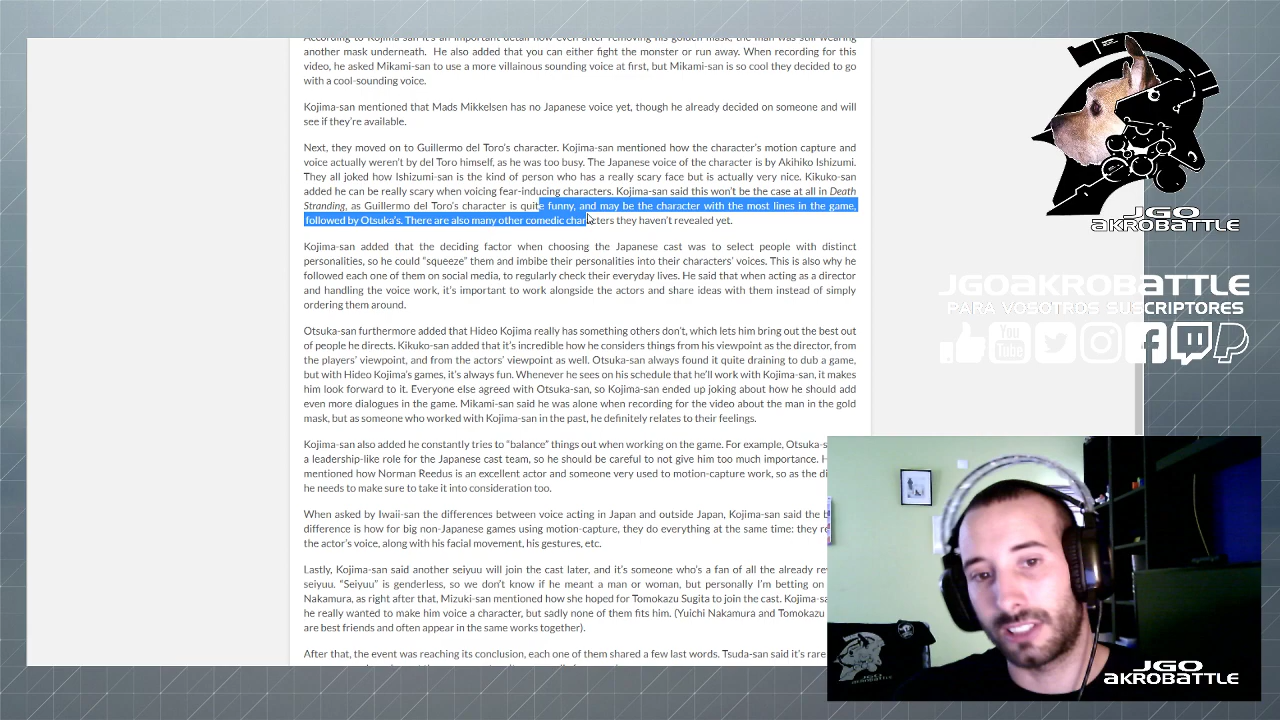 another mask underneath. He also added that you can either fight the monster or run away. When recording for this
video, he asked Mikami-san to use a more villainous sounding voice at first, but Mikami-san is so cool they decided to go
with a cool-sounding voice.
Kojima-san mentioned that Mads Mikkelsen has no Japanese voice yet, though he already decided on someone and will
see if they're available.
Next, they moved on to Guillermo del Toro's character. Kojima-san mentioned how the character's motion capture and
voice actually weren't by del Toro himself, as he was too busy. The Japanese voice of the character is by Akihiko Ishizumi.
They all joked how Ishizumi-san is the kind of person who has a really scary face but is actually very nice. Kikuko-san
added he can be really scary when voicing fear-inducing characters. Kojima-san said this won't be the case at all in Death
Stranding, as Guillermo del Toro's character is quite funny, and may be the character with the most lines in the game,
followed by Otsuka's. There are also many other comedic characters they haven't revealed yet.
Kojima-san added that the deciding factor when choosing the Japanese cast was to select people with distinct
personalities, so he could "squeeze" them and imbibe their personalities into their characters' voices. This is also why he
followed each one of them on social media, to regularly check their everyday lives. He said that when acting as a director
and handling the voice work, it's important to work alongside the actors and share ideas with them instead of simply
ordering them around.
Otsuka-san furthermore added that Hideo Kojima really has something others don't, which lets him bring out the best out
of people he directs. Kikuko-san added that it's incredible how he considers things from his viewpoint as the director, from
the players' viewpoint, and from the actors' viewpoint as well. Otsuka-san always found it quite draining to dub a game,
but with Hideo Kojima's games, it's always fun. Whenever he sees on his schedule that he'll work with Kojima-san, it makes
him look forward to it. Everyone else agreed with Otsuka-san, so Kojima-san ended up joking about how he should add
even more dialogues in the game. Mikami-san said he was alone when recording for the video about the man in the gold
mask, but as someone who worked with Kojima-san in the past, he definitely relates to their feelings.
Kojima-san also added he constantly tries to "balance" things out when working on the game. For example, Otsuka-s
a leadership-like role for the Japanese cast team, so he should be careful to not give him too much importance.
mentioned how Norman Reedus is an excellent actor and someone very used to motion-capture work, so as the di
he needs to make sure to take it into consideration too.
When asked by Iwaii-san the differences between voice acting in Japan and outside Japan, Kojima-san said the b
difference is how for big non-Japanese games using motion-capture, they do everything at the same time: they re
the actor's voice, along with his facial movement, his gestures, etc.
Lastly, Kojima-san said another seiyuu will join the cast later, and it's someone who's a fan of all the already re
seiyuu. "Seiyuu" is genderless, so we don't know if he meant a man or woman, but personally I'm betting on
Nakamura, as right after that, Mizuki-san mentioned how she hoped for Tomokazu Sugita to join the cast. Kojima-sa
he really wanted to make him voice a character, but sadly none of them fits him. (Yuichi Nakamura and Tomokazu
are best friends and often appear in the same works together).
After that, the event was reaching its conclusion, each one of them shared a few last words. Tsuda-san said it's rare
JGO
AKROBATTLE
JGOAKROBATTLE
PARA VOSOTROS SUSCRIPTORES
You
Tube
JGO
AKROBATTLE